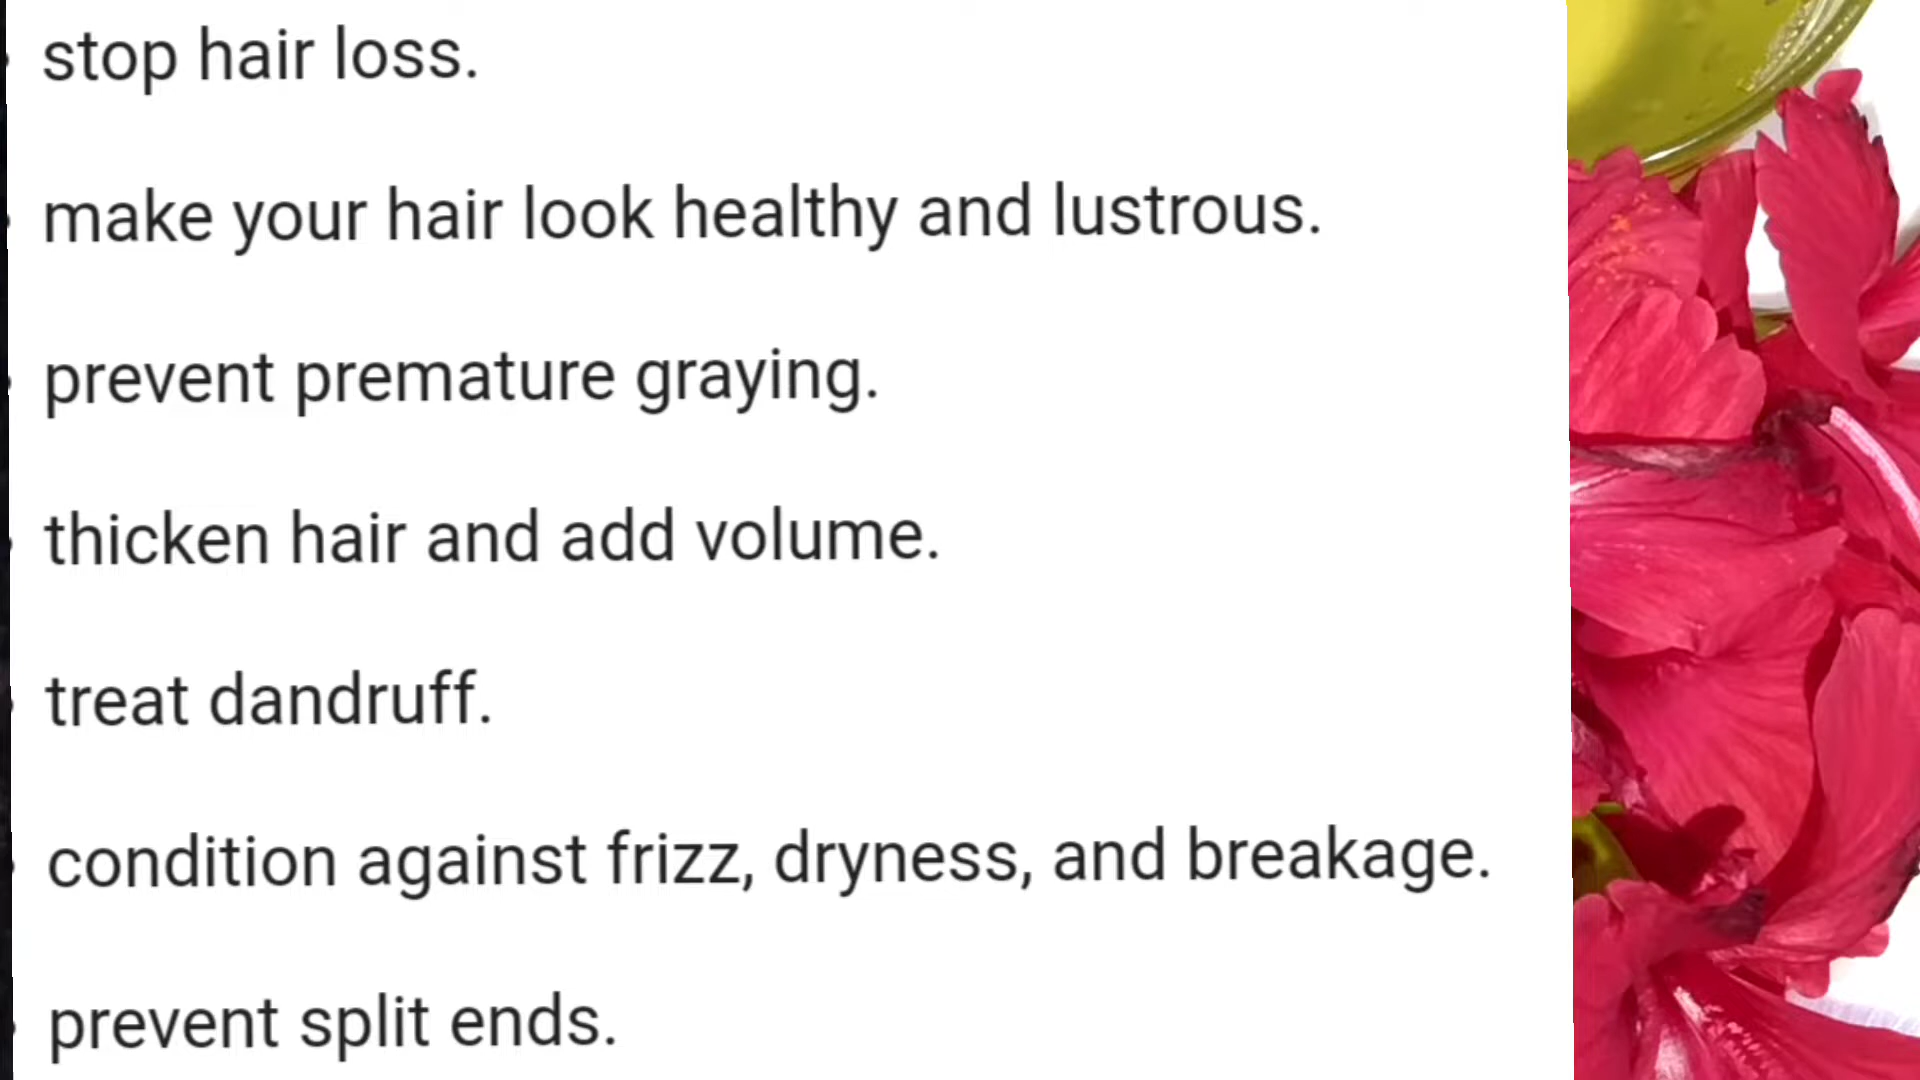 stop hair loss.
make your hair look healthy and lustrous.
prevent premature graying.
thicken hair and add volume.
treat dandruff.
condition against frizz, dryness, and breakage.
prevent split ends.